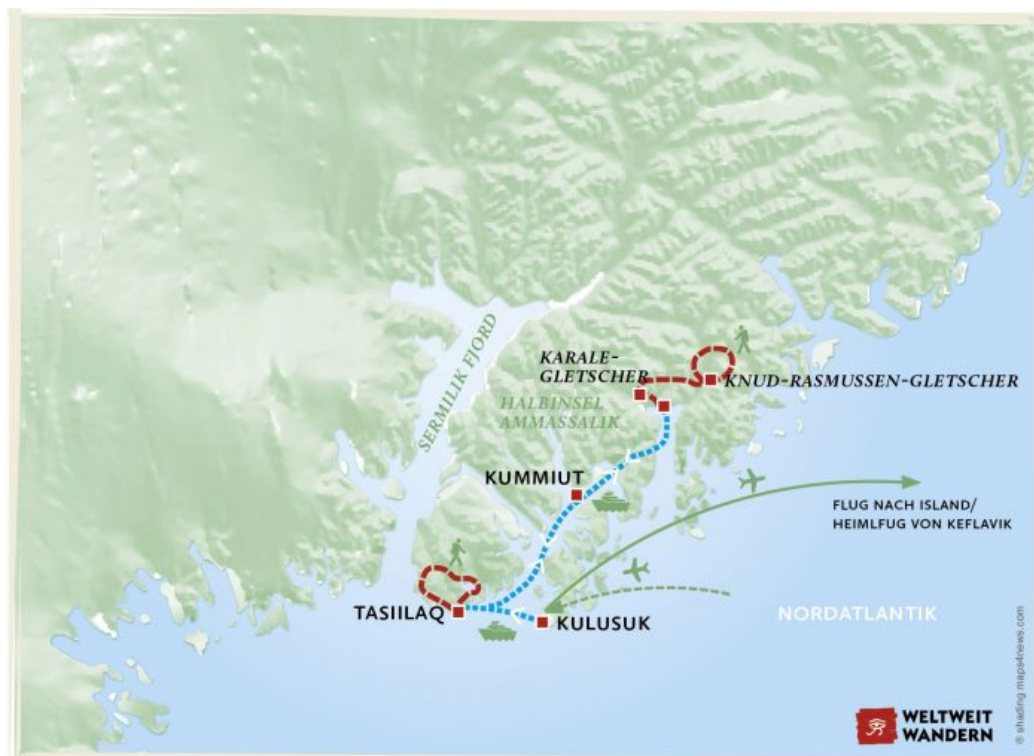 SERMILIK FJORD
KARALE-
GLETSCHER
KNUD-RASMUSSEN-GLETSCHER
HALBINSEL
AMMASSALIK
KUMMIUT
FLUG NACH ISLAND/
HEIMLFUG VON KEFLAVIK
TASIILAQ
KULUSUK
NORDATLANTIK
WELTWEIT
WANDERN
© shading maps4news.com